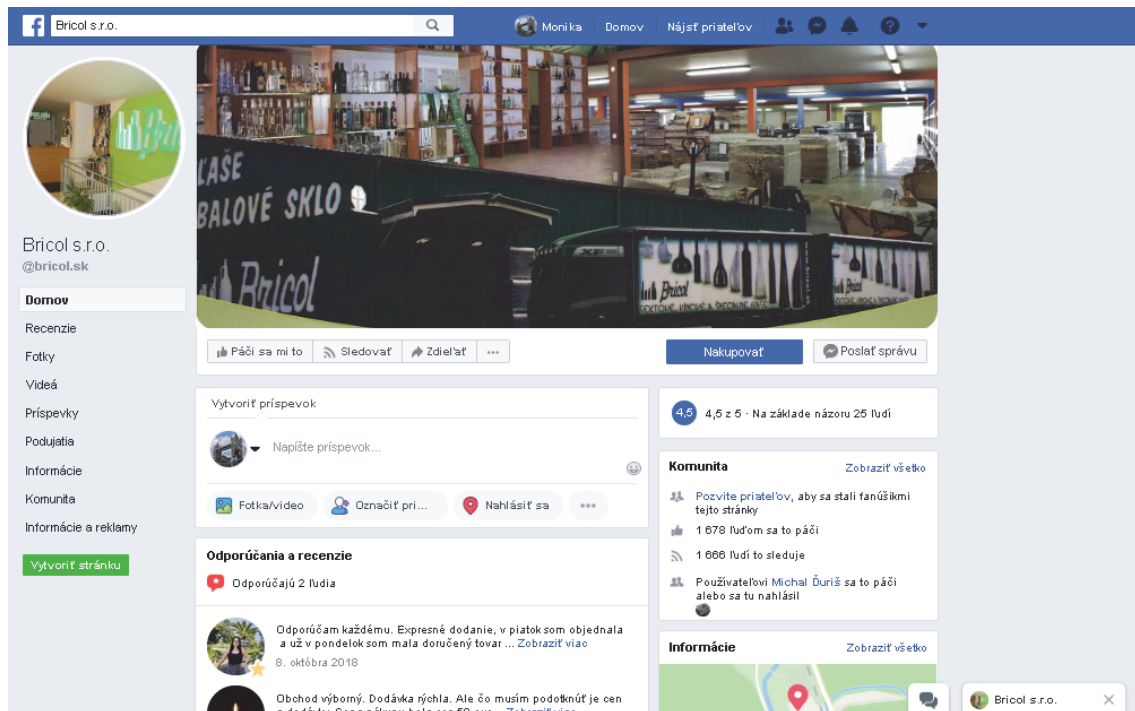 Bricol s.r.o.
Monika
Domov
Nájsť priateľov
Bricol
ĽAŠE
BALOVÉ SKLO
Bricol
Bricol
www.bricol.sk
Bricol s.r.o.
@bricol.sk
Domov
Recenzie
Fotky
Videá
Príspevky
Podujatia
Informácie
Komunita
Informácie a reklamy
Vytvoriť stránku
Páči sa mi to
Sledovať
Zdieľať
Nakupovať
Poslať správu
Vytvoriť príspevok
Napíšte príspevok...
Fotka/video
Označiť pri...
Nahlásiť sa
Odporúčania a recenzie
Odporúčajú 2 ľudia
Odporúčam každému. Expresné dodanie, v piatok som objednala
a už v pondelok som mala doručený tovar ... Zobraziť viac
8. októbra 2018
Obchod výborný. Dodávka rýchla. Ale čo musím podotknúť je cen
4,5
4,5 z 5 · Na základe názoru 25 ľudí
Komunita
Zobraziť všetko
Pozvite priateľov, aby sa stali fanúšikmi
tejto stránky
1 678 ľuďom sa to páči
1 666 ľudí to sleduje
Používateľovi Michal Ďuriš sa to páči
alebo sa tu nahlásil
Informácie
Zobraziť všetko
Bricol s.r.o.